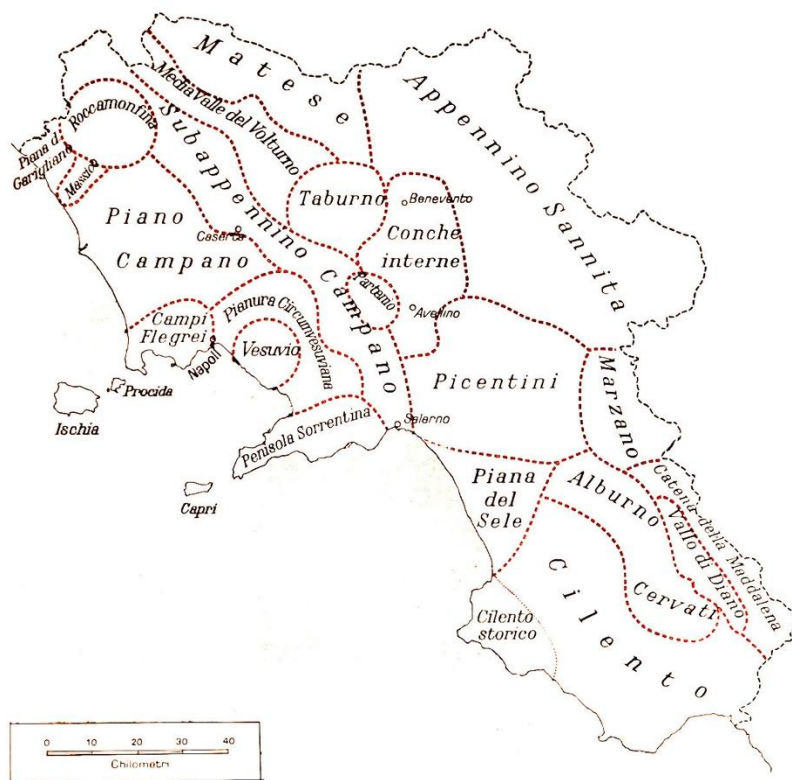 Matese
Media Valle del Volturno
Appennino Sannita
Roccamonfina
Piana di
Garigliano
Massico
Subappennino Campano
Taburno
Benevento
Piano
Campano
Caserta
Conche
interne
Partenio
Avellino
Campi
Flegrei
Pianura Circumvesuviana
Napoli
Vesuvio
Picentini
Marzano
Procida
Ischia
Penisola Sorrentina
Salerno
Capri
Piana
del
Sele
Alburno
Catena della Maddalena
Vallo di Diano
Cervati
Cilento
Cilento
storico
0 10 20 30 40
Chilometri